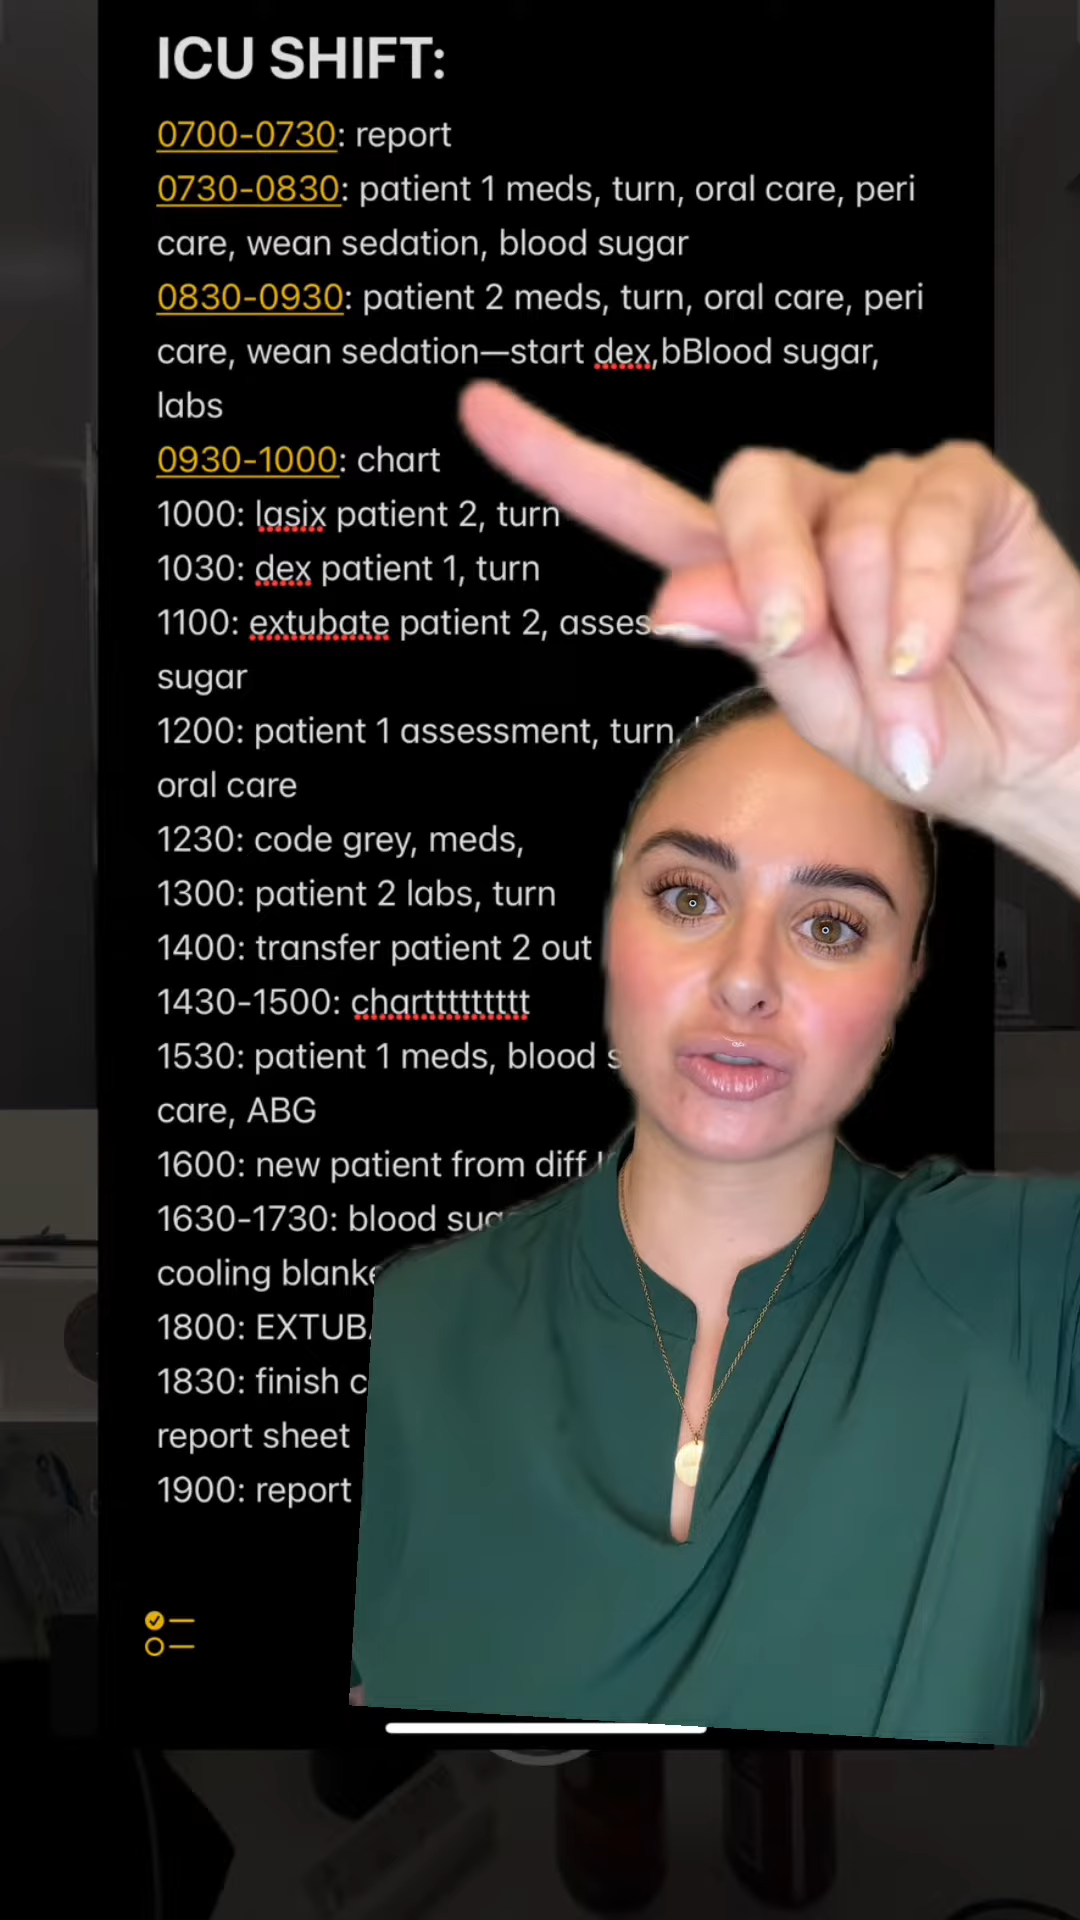 ICU SHIFT:
0700-0730: report
0730-0830: patient 1 meds, turn, oral care, peri
care, wean sedation, blood sugar
0830-0930: patient 2 meds, turn, oral care, peri
care, wean sedation—start dex,bBlood sugar,
labs
0930-1000: chart
1000: lasix patient 2, turn
1030: dex patient 1, turn
1100: extubate patient 2,
sugar
1200: patient 1 assessment, turn,
oral care
1230: code grey, meds,
1300: patient 2 labs, turn
1400: transfer patient 2 out
1430-1500: charttttttttt
1530: patient 1 meds, blood
care, ABG
1600: new patient from diff
1630-1730: blood
cooling
1800:
1830: finish
report sheet
1900: report